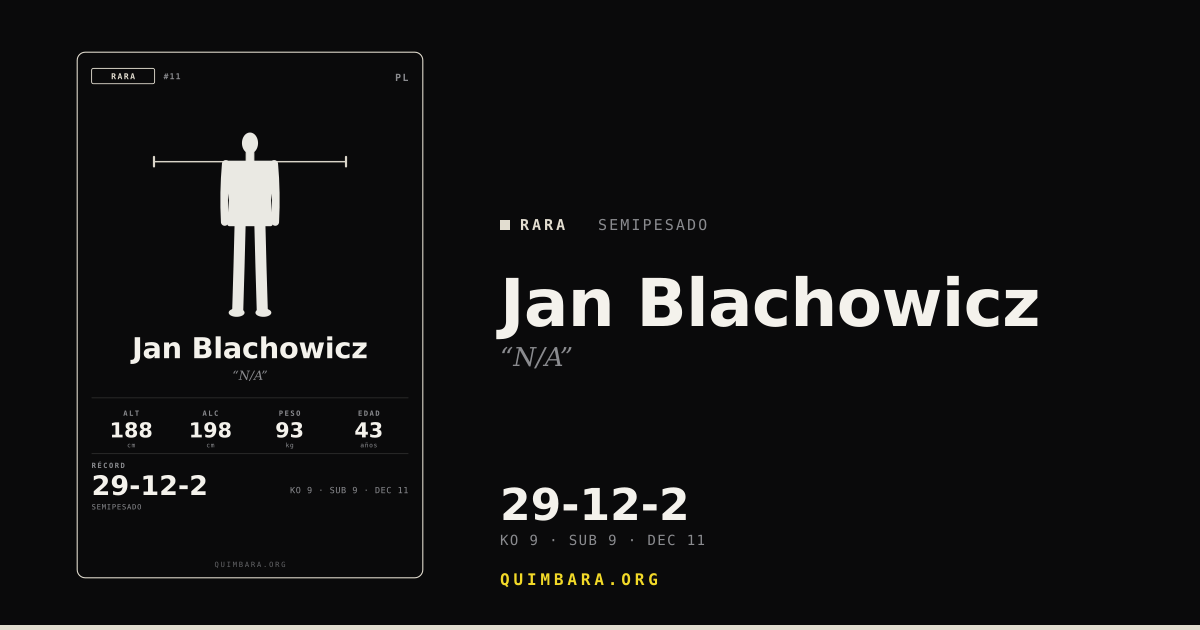 RARA #11 PL
Jan Blachowicz
“N/A”
ALT ALC PESO EDAD
188 198 93 43
cm cm kg años
RÉCORD
29-12-2 KO 9 · SUB 9 · DEC 11
SEMIPESADO
QUIMBARA.ORG
RARA SEMIPESADO
Jan Blachowicz
“N/A”
29-12-2
KO 9 · SUB 9 · DEC 11
QUIMBARA.ORG